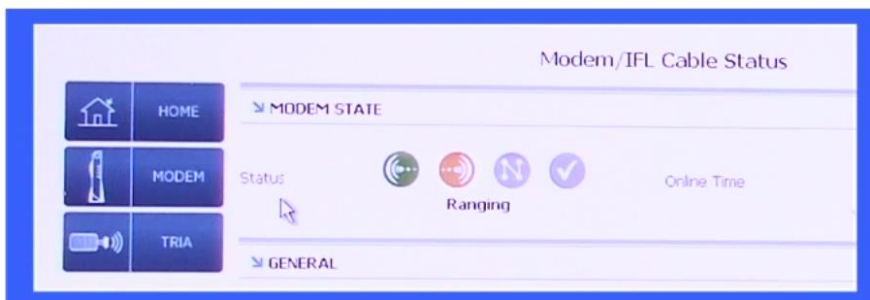 Modem/IFL Cable Status
HOME
MODEM STATE
MODEM
Status
Online Time
Ranging
TRIA
GENERAL